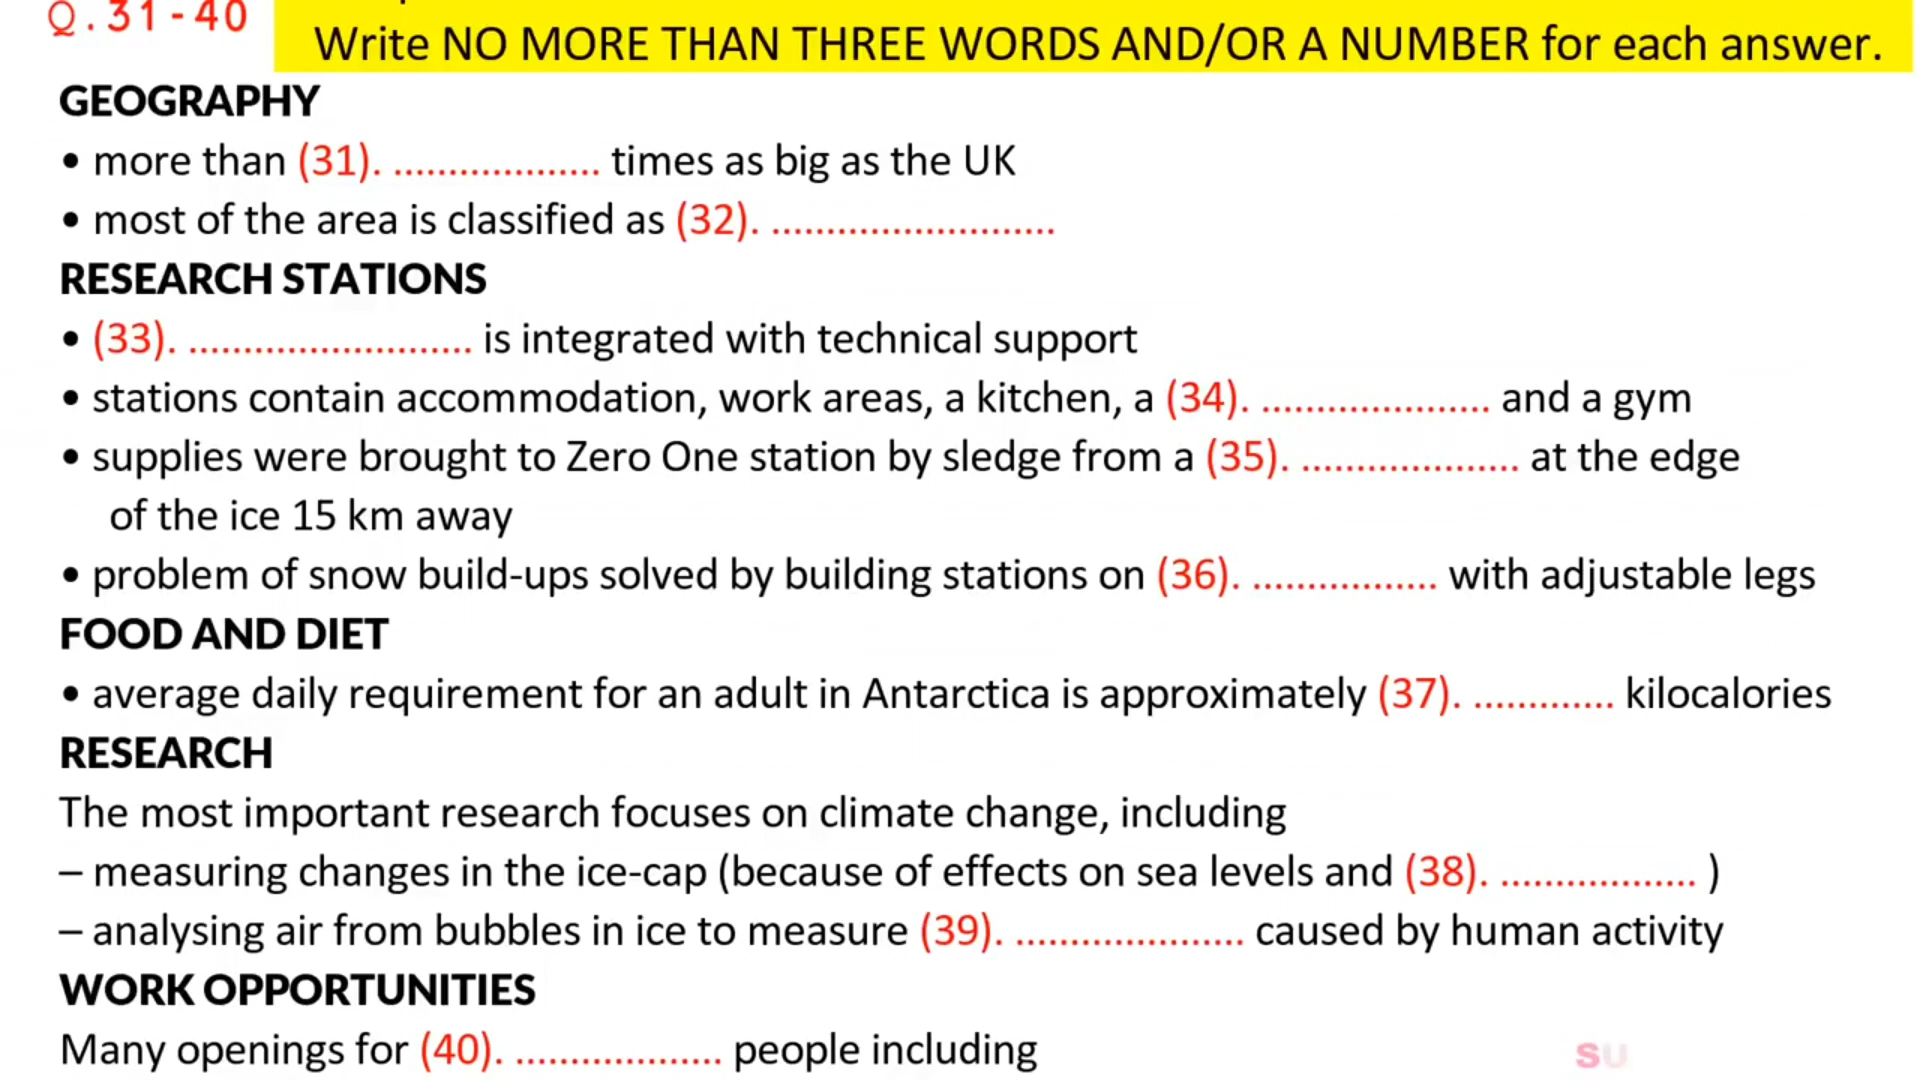 Q.31-40
Write NO MORE THAN THREE WORDS AND/OR A NUMBER for each answer.
GEOGRAPHY
• more than (31). ................... times as big as the UK
• most of the area is classified as (32). ..........................
RESEARCH STATIONS
• (33). .......................... is integrated with technical support
• stations contain accommodation, work areas, a kitchen, a (34). ..................... and a gym
• supplies were brought to Zero One station by sledge from a (35). .................... at the edge
of the ice 15 km away
• problem of snow build-ups solved by building stations on (36). ................. with adjustable legs
FOOD AND DIET
• average daily requirement for an adult in Antarctica is approximately (37). ............. kilocalories
RESEARCH
The most important research focuses on climate change, including
– measuring changes in the ice-cap (because of effects on sea levels and (38). .................. )
– analysing air from bubbles in ice to measure (39). ..................... caused by human activity
WORK OPPORTUNITIES
Many openings for (40). ................... people including
SU